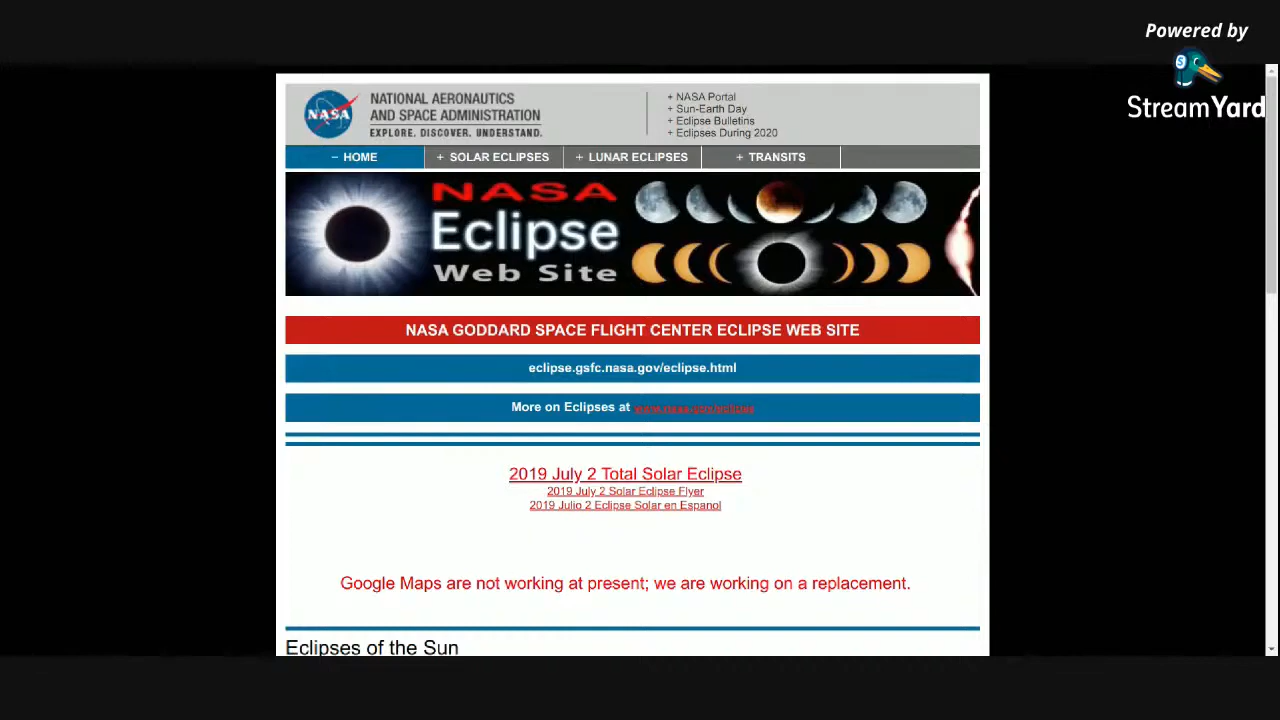 Powered by
StreamYard
NASA
NATIONAL AERONAUTICS
AND SPACE ADMINISTRATION
EXPLORE. DISCOVER. UNDERSTAND.
+ NASA Portal
+ Sun-Earth Day
+ Eclipse Bulletins
+ Eclipses During 2020
− HOME
+ SOLAR ECLIPSES
+ LUNAR ECLIPSES
+ TRANSITS
NASA
Eclipse
Web Site
NASA GODDARD SPACE FLIGHT CENTER ECLIPSE WEB SITE
eclipse.gsfc.nasa.gov/eclipse.html
More on Eclipses at www.nasa.gov/eclipse
2019 July 2 Total Solar Eclipse
2019 July 2 Solar Eclipse Flyer
2019 Julio 2 Eclipse Solar en Espanol
Google Maps are not working at present; we are working on a replacement.
Eclipses of the Sun